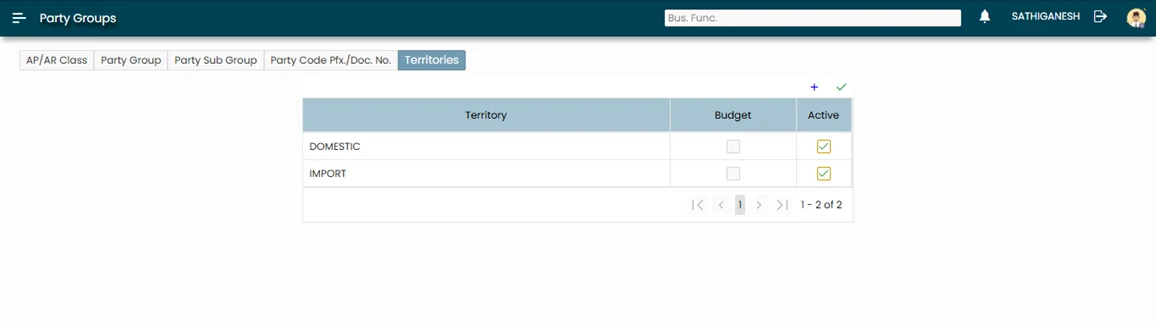 Party Groups
Bus. Func.
SATHIGANESH
AP/AR Class Party Group Party Sub Group Party Code Pfx./Doc. No. Territories
Territory Budget Active
DOMESTIC
IMPORT
1 1 - 2 of 2